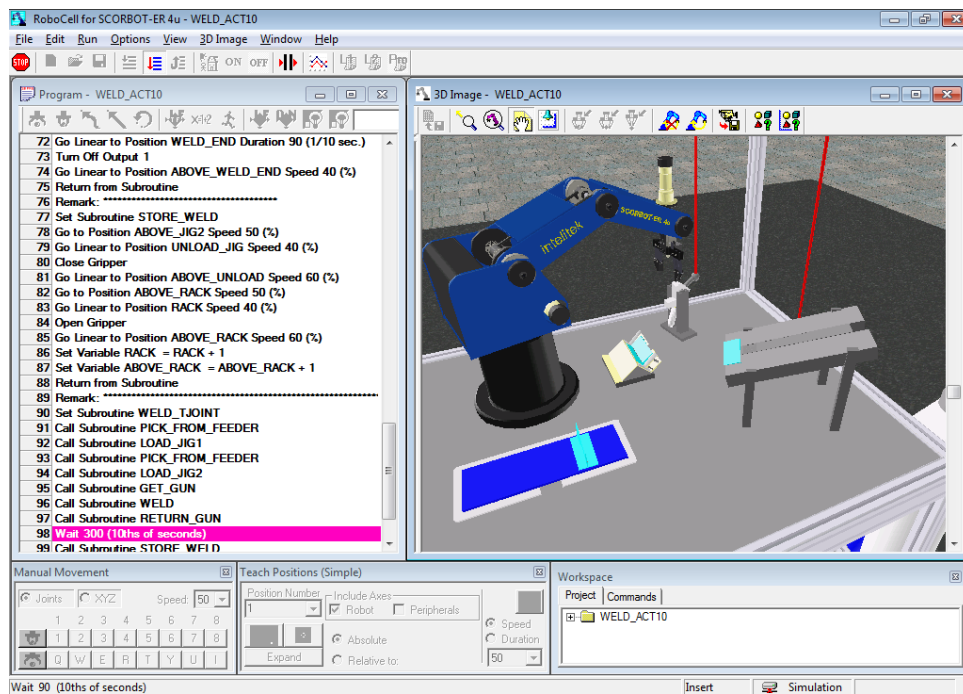 RoboCell for SCORBOT-ER 4u - WELD_ACT10
File Edit Run Options View 3D Image Window Help
STOP ON OFF
Program - WELD_ACT10
72 Go Linear to Position WELD_END Duration 90 (1/10 sec.)
73 Turn Off Output 1
74 Go Linear to Position ABOVE_WELD_END Speed 40 (%)
75 Return from Subroutine
76 Remark: **************************************
77 Set Subroutine STORE_WELD
78 Go to Position ABOVE_JIG2 Speed 50 (%)
79 Go Linear to Position UNLOAD_JIG Speed 40 (%)
80 Close Gripper
81 Go Linear to Position ABOVE_UNLOAD Speed 60 (%)
82 Go to Position ABOVE_RACK Speed 50 (%)
83 Go Linear to Position RACK Speed 40 (%)
84 Open Gripper
85 Go Linear to Position ABOVE_RACK Speed 60 (%)
86 Set Variable RACK = RACK + 1
87 Set Variable ABOVE_RACK = ABOVE_RACK + 1
88 Return from Subroutine
89 Remark: ************************************************************
90 Set Subroutine WELD_TJOINT
91 Call Subroutine PICK_FROM_FEEDER
92 Call Subroutine LOAD_JIG1
93 Call Subroutine PICK_FROM_FEEDER
94 Call Subroutine LOAD_JIG2
95 Call Subroutine GET_GUN
96 Call Subroutine WELD
97 Call Subroutine RETURN_GUN
98 Wait 300 (10ths of seconds)
99 Call Subroutine STORE_WELD
3D Image - WELD_ACT10
intelitek
SCORBOT-ER 4u
Manual Movement
Joints XYZ Speed: 50
1 2 3 4 5 6 7 8
1 2 3 4 5 6 7 8
Q W E R T Y U I
Teach Positions (Simple)
Position Number
1
Include Axes
Robot Peripherals
Absolute
Relative to:
Expand
Speed
Duration
50
Workspace
Project Commands
WELD_ACT10
Wait 90 (10ths of seconds)
Insert
Simulation